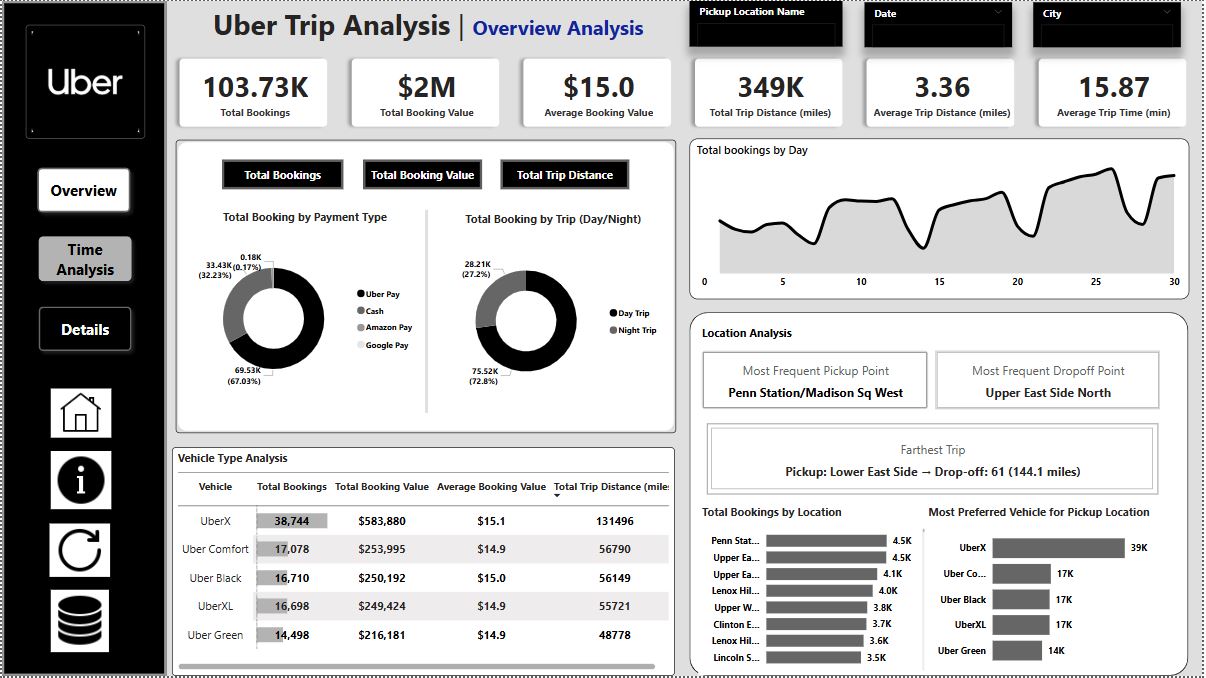 Uber
Overview
Time
Analysis
Details
Uber Trip Analysis | Overview Analysis
Pickup Location Name
Date
City
103.73K
Total Bookings
$2M
Total Booking Value
$15.0
Average Booking Value
349K
Total Trip Distance (miles)
3.36
Average Trip Distance (miles)
15.87
Average Trip Time (min)
Total Bookings
Total Booking Value
Total Trip Distance
Total Booking by Payment Type
0.18K
(0.17%)
33.43K
(32.23%)
69.53K
(67.03%)
Uber Pay
Cash
Amazon Pay
Google Pay
Total Booking by Trip (Day/Night)
28.21K
(27.2%)
75.52K
(72.8%)
Day Trip
Night Trip
Total bookings by Day
0 5 10 15 20 25 30
Vehicle Type Analysis
Vehicle Total Bookings Total Booking Value Average Booking Value Total Trip Distance (miles
UberX 38,744 $583,880 $15.1 131496
Uber Comfort 17,078 $253,995 $14.9 56790
Uber Black 16,710 $250,192 $15.0 56149
UberXL 16,698 $249,424 $14.9 55721
Uber Green 14,498 $216,181 $14.9 48778
Location Analysis
Most Frequent Pickup Point
Penn Station/Madison Sq West
Most Frequent Dropoff Point
Upper East Side North
Farthest Trip
Pickup: Lower East Side → Drop-off: 61 (144.1 miles)
Total Bookings by Location
Penn Stat... 4.5K
Upper Ea... 4.5K
Upper Ea... 4.1K
Lenox Hil... 4.0K
Upper W... 3.8K
Clinton E... 3.7K
Lenox Hil... 3.6K
Lincoln S... 3.5K
Most Preferred Vehicle for Pickup Location
UberX 39K
Uber Co... 17K
Uber Black 17K
UberXL 17K
Uber Green 14K